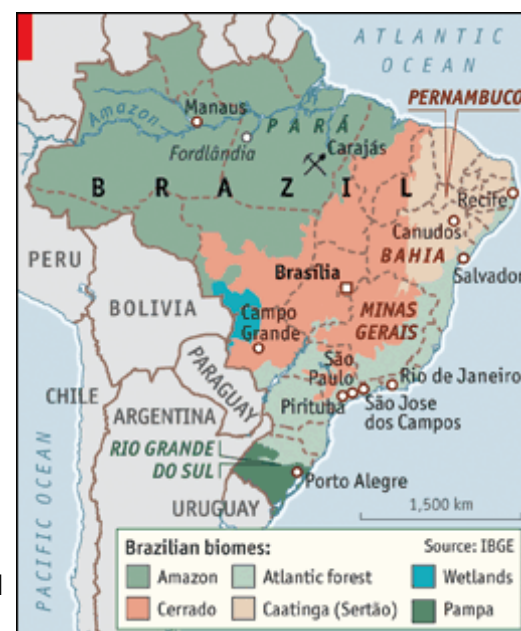 ATLANTIC
OCEAN
PERNAMBUCO
Manaus
Amazon
PARÁ
Fordlândia
Carajás
BRAZIL
Recife
Canudos
PERU
BAHIA
Brasília
Salvador
BOLIVIA
MINAS
GERAIS
Campo
Grande
São
Paulo
Rio de Janeiro
PARAGUAY
CHILE
Pirituba
São Jose
dos Campos
ARGENTINA
RIO GRANDE
DO SUL
Porto Alegre
URUGUAY
1,500 km
PACIFIC OCEAN
Brazilian biomes:
Source: IBGE
Amazon
Atlantic forest
Wetlands
Cerrado
Caatinga (Sertão)
Pampa